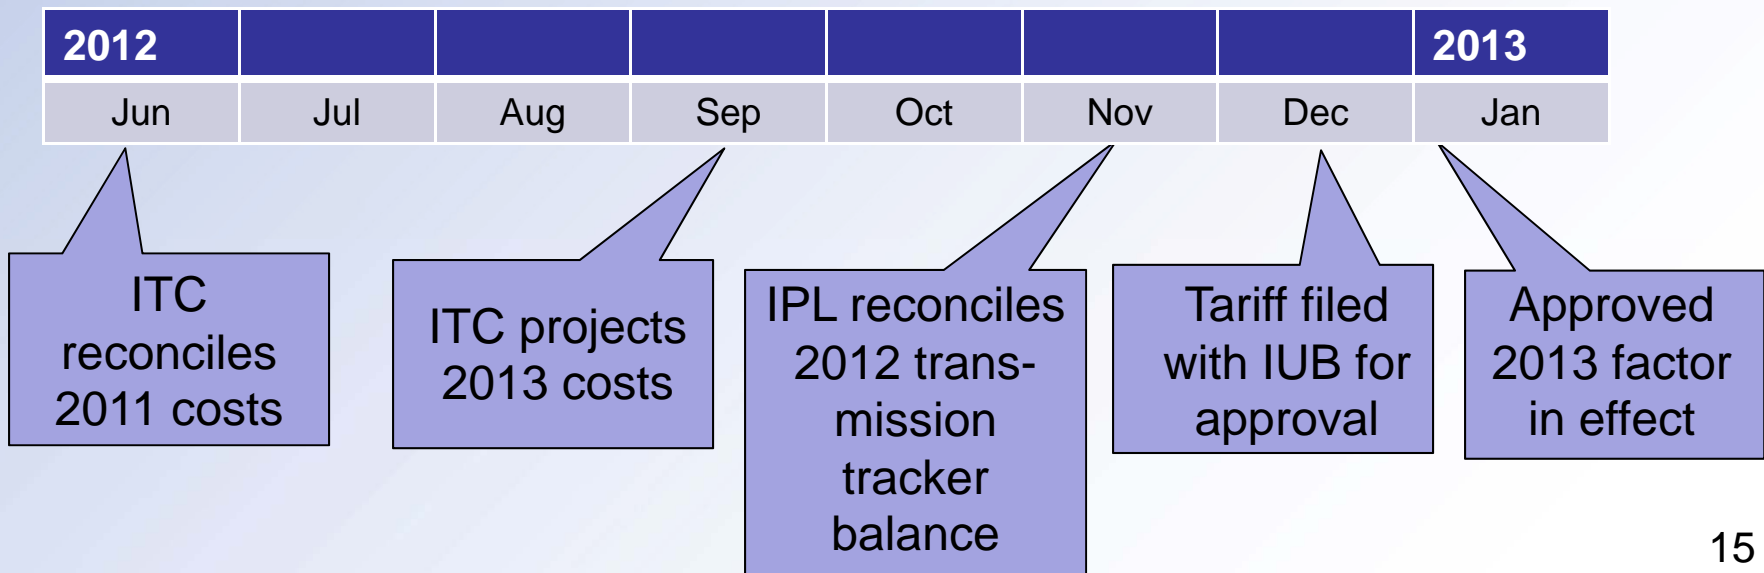 2012 2013
Jun Jul Aug Sep Oct Nov Dec Jan
ITC
reconciles
2011 costs
ITC projects
2013 costs
IPL reconciles
2012 trans-
mission
tracker
balance
Tariff filed
with IUB for
approval
Approved
2013 factor
in effect
15